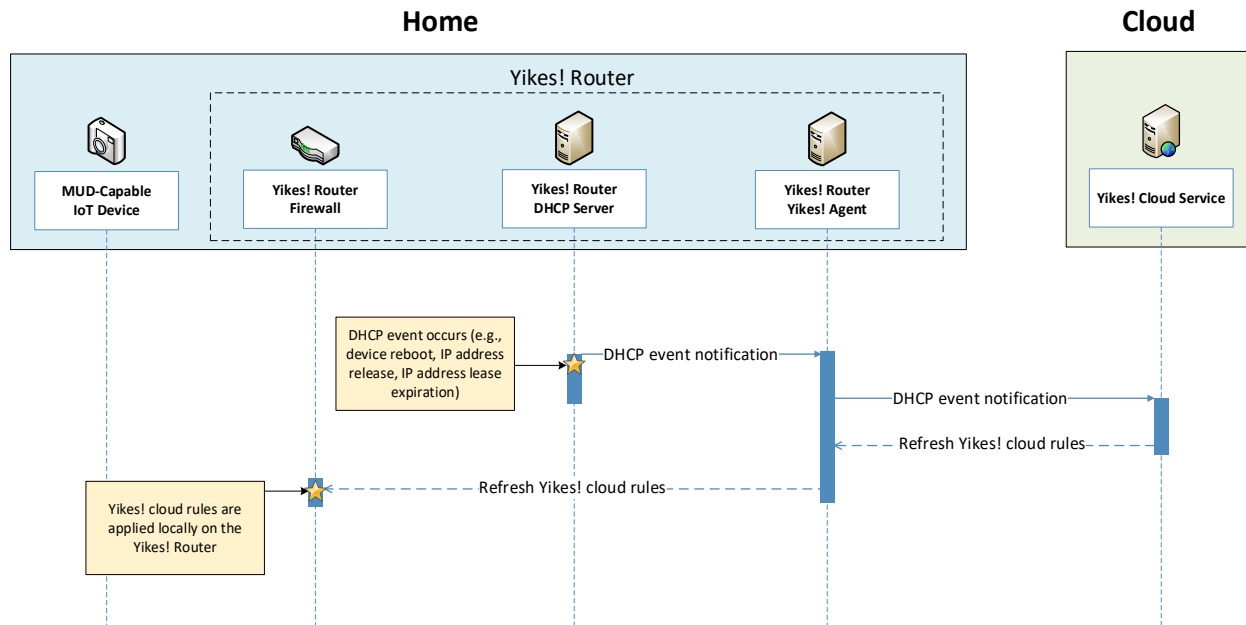 Home
Cloud
Yikes! Router
MUD-Capable
IoT Device
Yikes! Router
Firewall
Yikes! Router
DHCP Server
Yikes! Router
Yikes! Agent
Yikes! Cloud Service
DHCP event occurs (e.g.,
device reboot, IP address
release, IP address lease
expiration)
DHCP event notification
DHCP event notification
Refresh Yikes! cloud rules
Refresh Yikes! cloud rules
Yikes! cloud rules are
applied locally on the
Yikes! Router